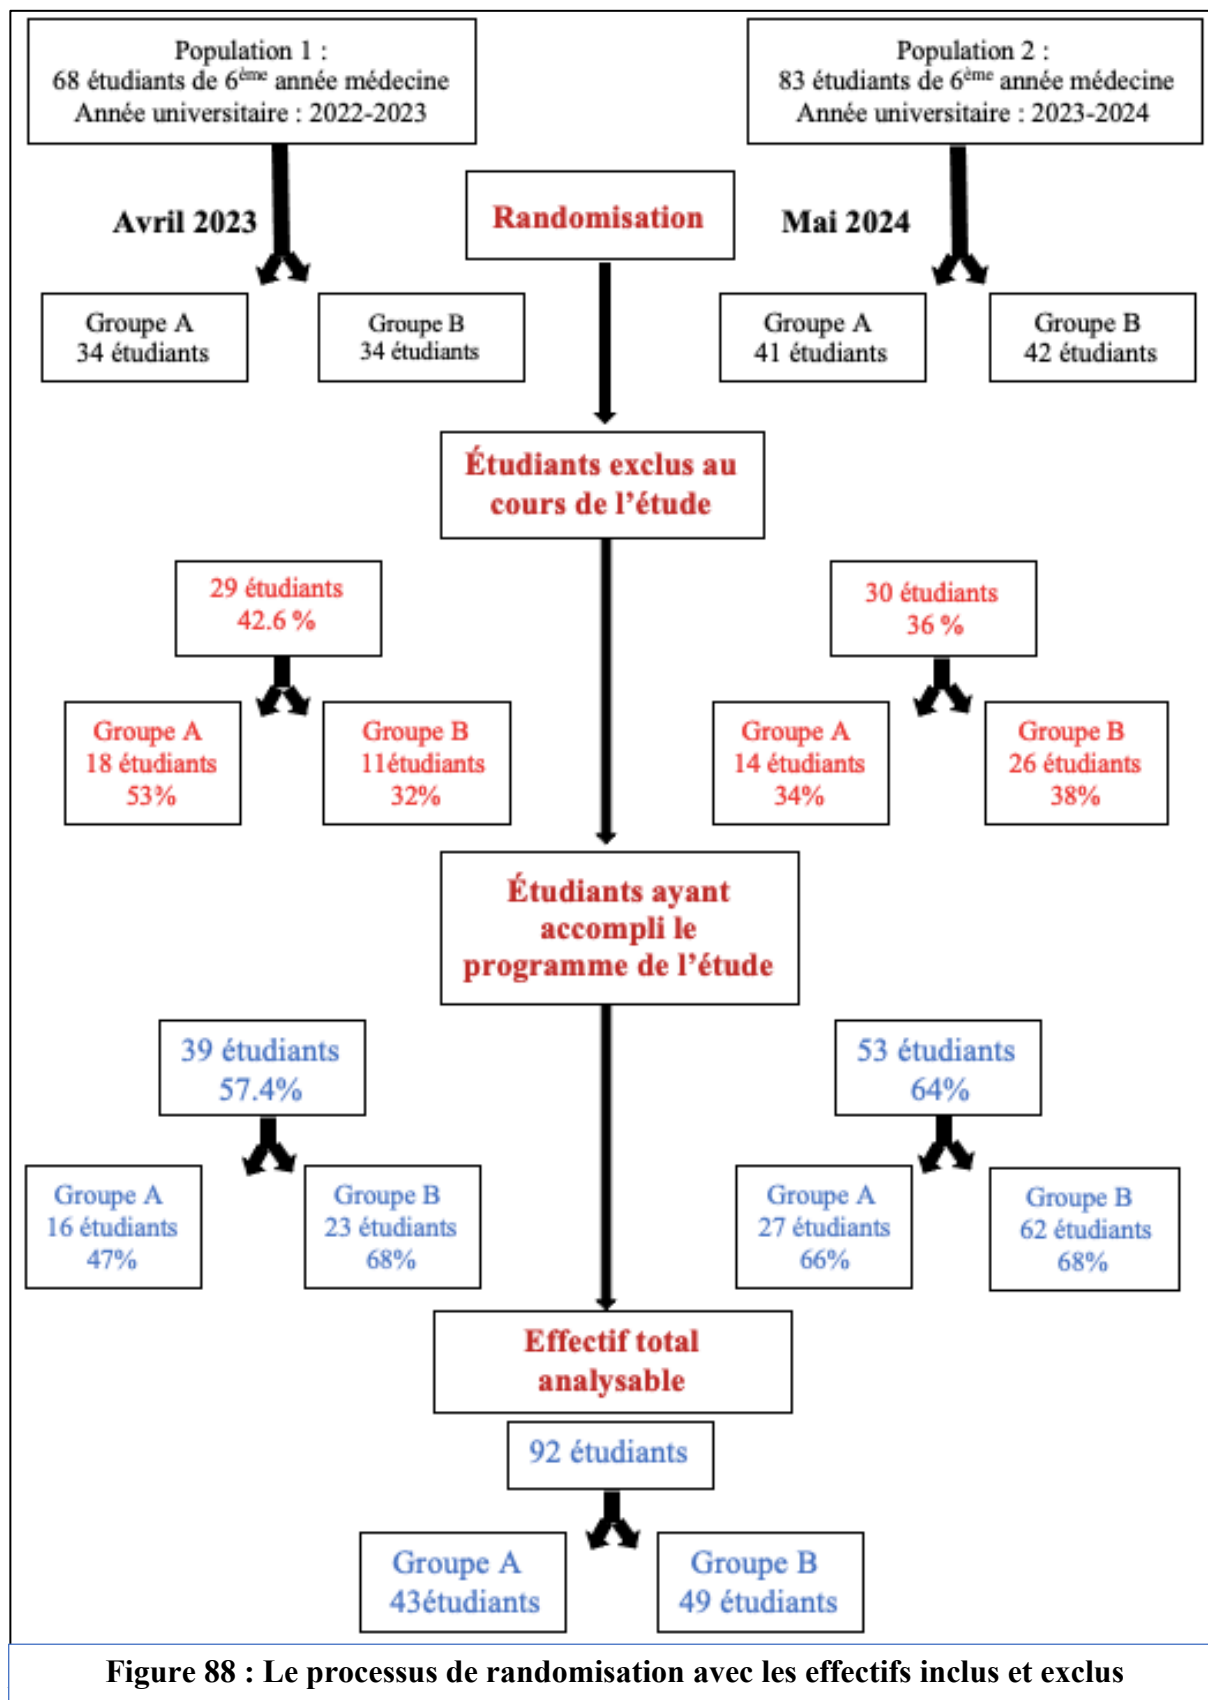 Population 1 :
68 étudiants de 6ème année médecine
Année universitaire : 2022-2023
Population 2 :
83 étudiants de 6ème année médecine
Année universitaire : 2023-2024
Avril 2023
Randomisation
Mai 2024
Groupe A
34 étudiants
Groupe B
34 étudiants
Groupe A
41 étudiants
Groupe B
42 étudiants
Étudiants exclus au
cours de l’étude
29 étudiants
42.6 %
30 étudiants
36 %
Groupe A
18 étudiants
53%
Groupe B
11étudiants
32%
Groupe A
14 étudiants
34%
Groupe B
26 étudiants
38%
Étudiants ayant
accompli le
programme de l’étude
39 étudiants
57.4%
53 étudiants
64%
Groupe A
16 étudiants
47%
Groupe B
23 étudiants
68%
Groupe A
27 étudiants
66%
Groupe B
62 étudiants
68%
Effectif total
analysable
92 étudiants
Groupe A
43étudiants
Groupe B
49 étudiants
Figure 88 : Le processus de randomisation avec les effectifs inclus et exclus